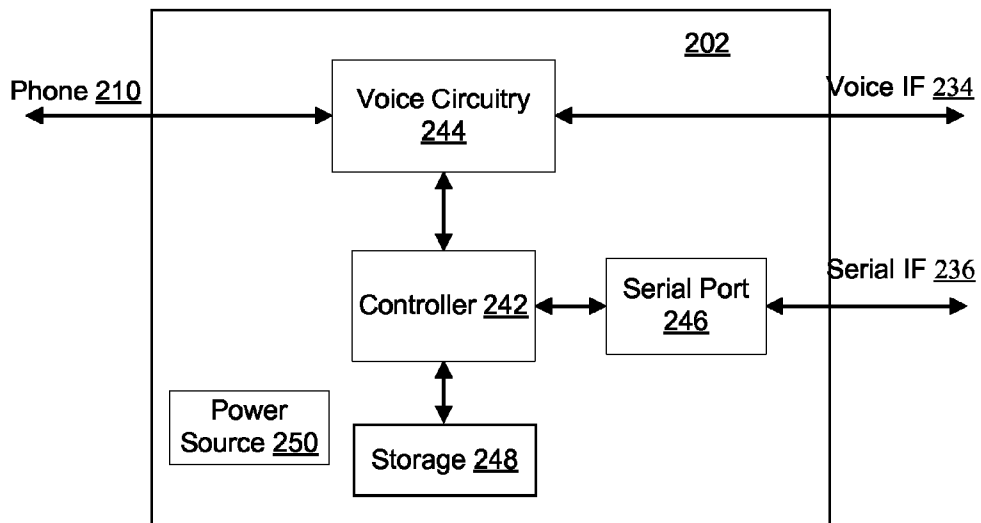 202
Phone 210
Voice Circuitry
244
Voice IF 234
Controller 242
Serial Port
246
Serial IF 236
Power
Source 250
Storage 248